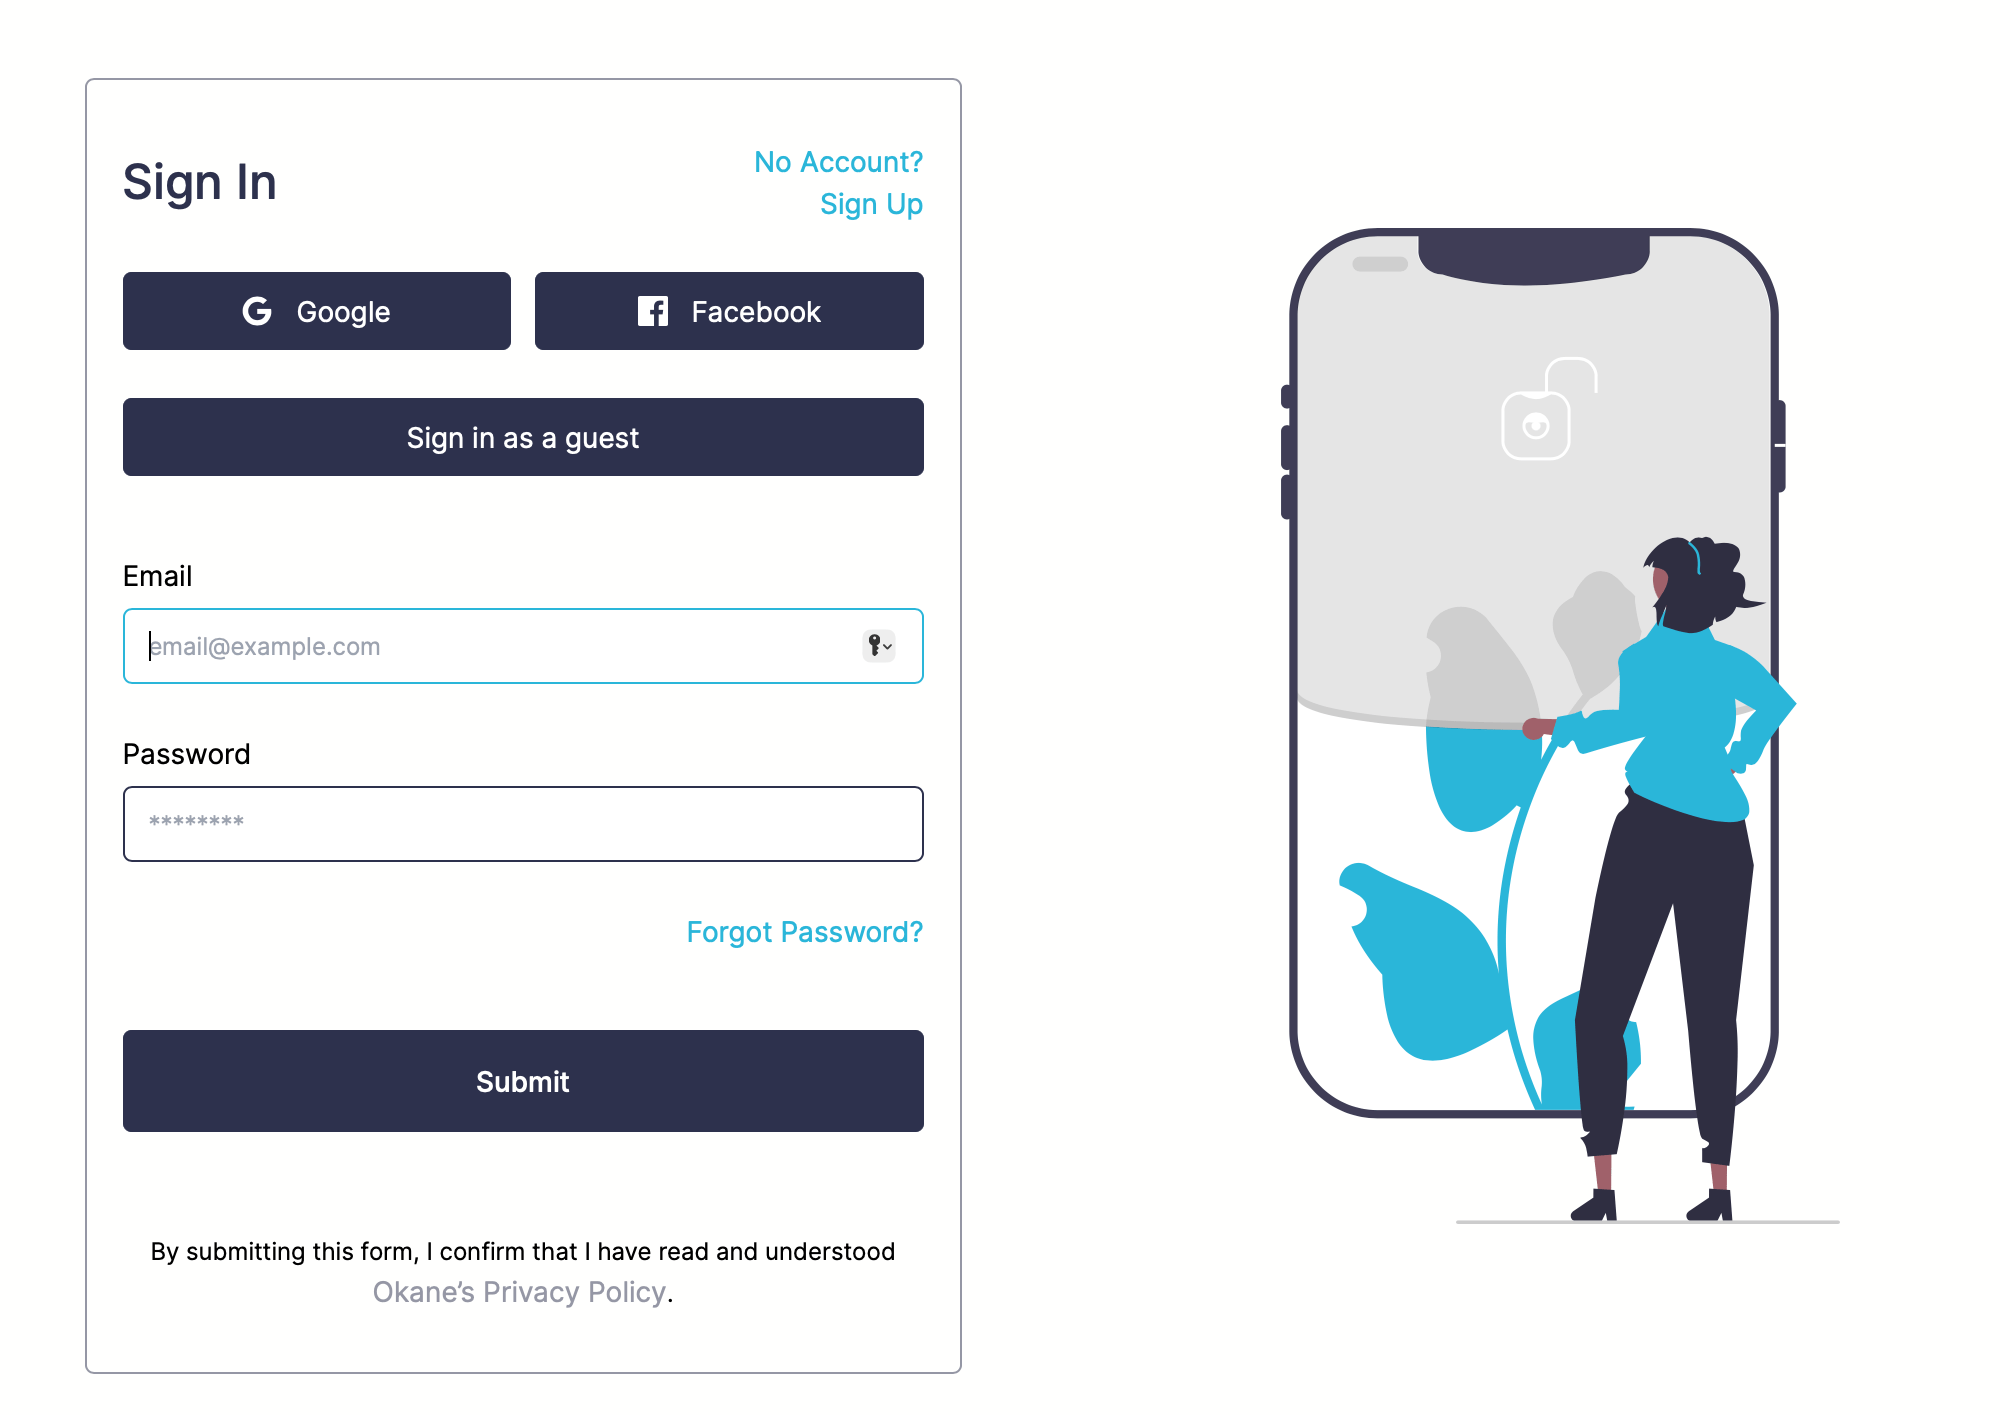 Sign In
No Account?
Sign Up
Google
Facebook
Sign in as a guest
Email
email@example.com
Password
********
Forgot Password?
Submit
By submitting this form, I confirm that I have read and understood
Okane’s Privacy Policy.